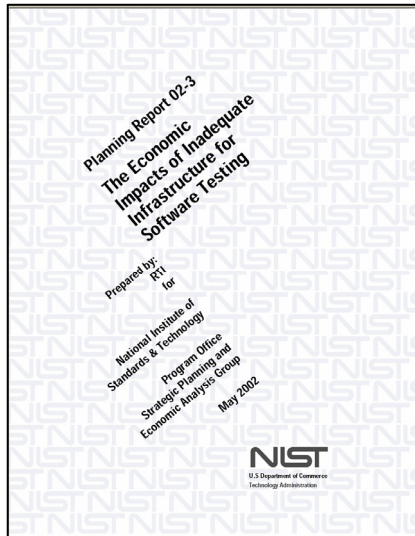 Planning Report 02-3
The Economic
Impacts of Inadequate
Infrastructure for
Software Testing
Prepared by:
RTI
for
National Institute of
Standards & Technology
Program Office
Strategic Planning and
Economic Analysis Group
May 2002
NIST
U.S Department of Commerce
Technology Administration